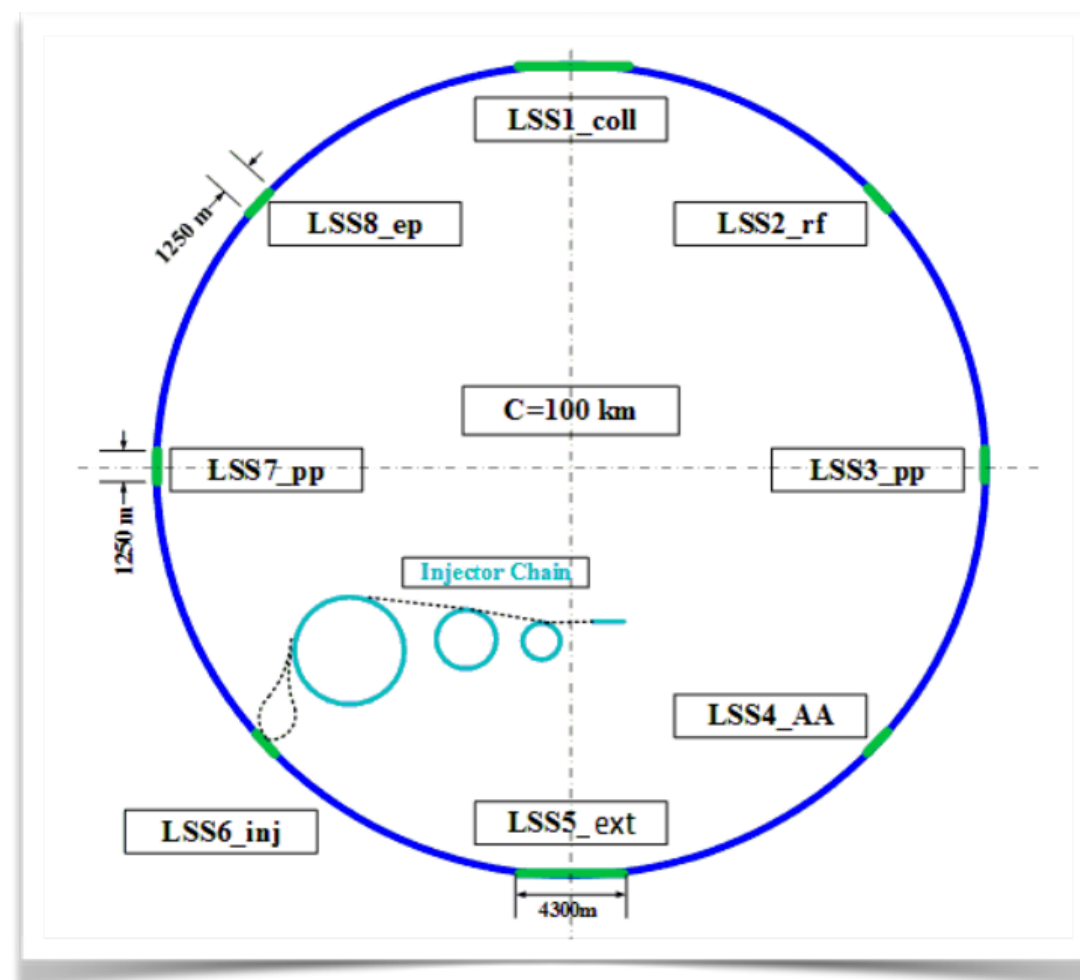 LSS1_coll
1250 m
LSS8_ep
LSS2_rf
C=100 km
LSS7_pp
LSS3_pp
1250 m
Injector Chain
LSS4_AA
LSS6_inj
LSS5_ext
4300m